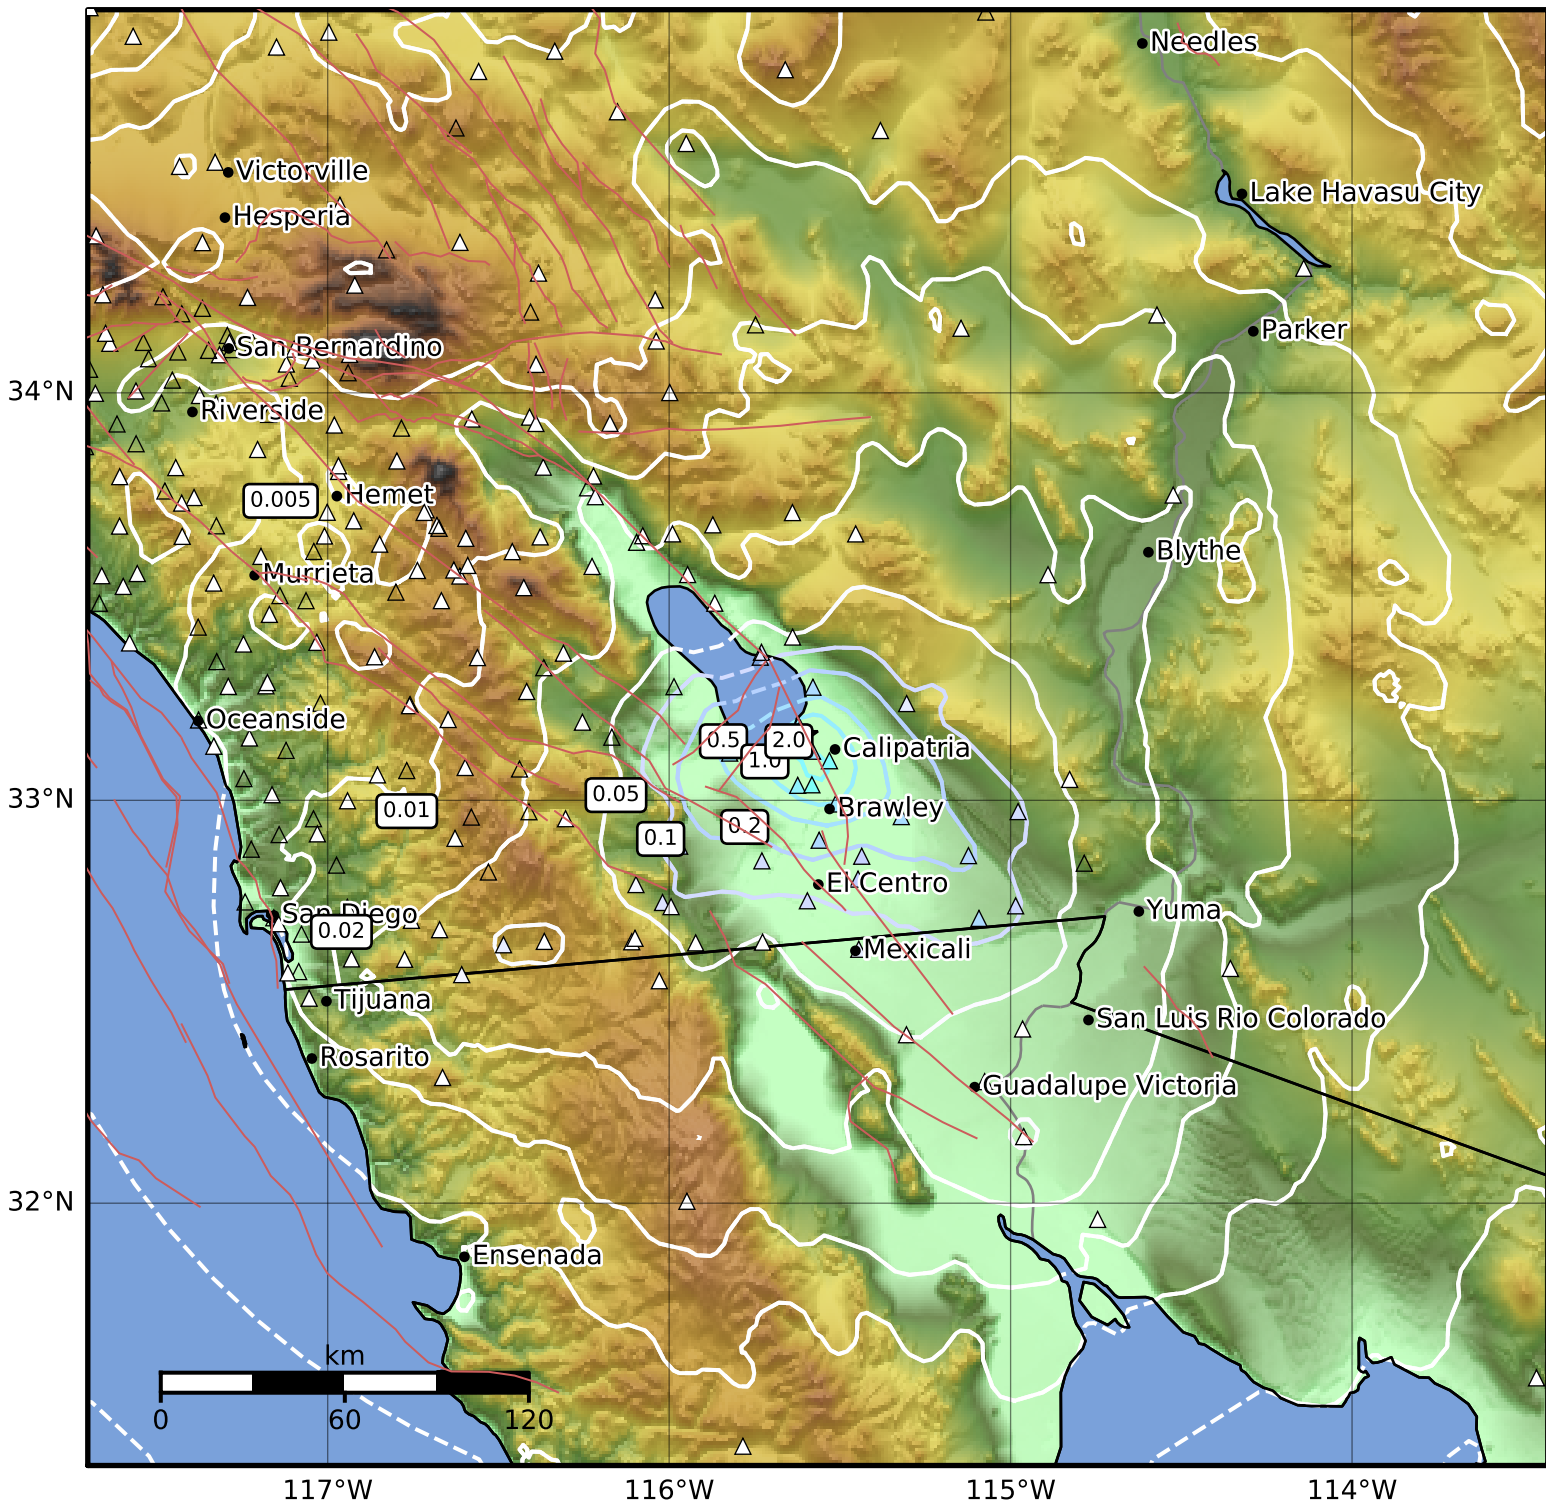 Needles
Victorville
Lake Havasu City
Hesperia
Parker
San Bernardino
34°N
Riverside
0.005
Hemet
Blythe
Murrieta
Oceanside
0.5
2.0
Calipatria
1.0
33°N
0.05
0.01
Brawley
0.2
0.1
El Centro
San Diego
Yuma
0.02
Mexicali
Tijuana
San Luis Rio Colorado
Rosarito
Guadalupe Victoria
32°N
Ensenada
km
0 60 120
117°W 116°W 115°W 114°W